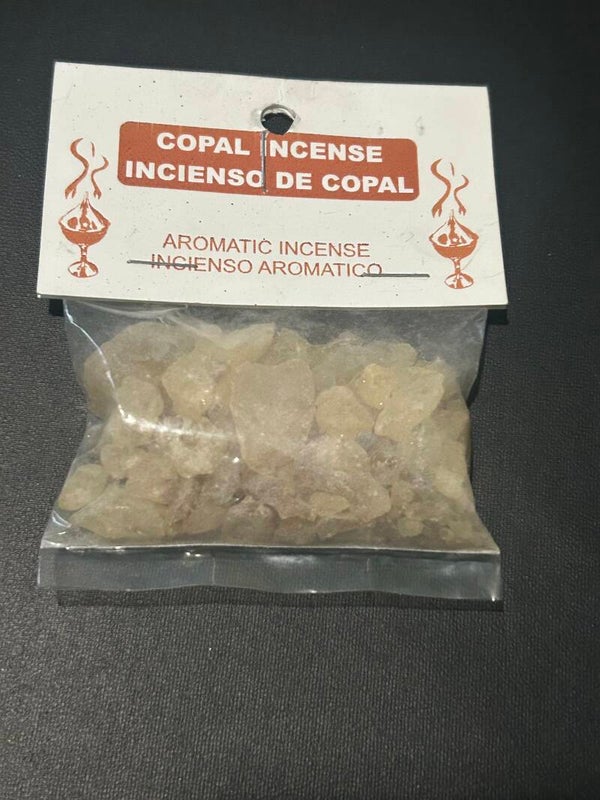 COPAL INCENSE
INCIENSO DE COPAL
AROMATIC INCENSE
INCIENSO AROMATICO